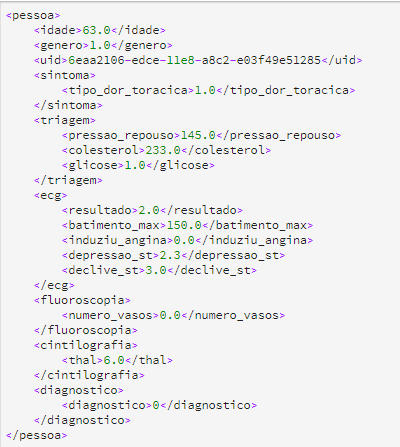 <pessoa>
    <idade>63.0</idade>
    <genero>1.0</genero>
    <uid>6eaa2106-edce-11e8-a8c2-e03f49e51285</uid>
    <sintoma>
        <tipo_dor_toracica>1.0</tipo_dor_toracica>
    </sintoma>
    <triagem>
        <pressao_repouso>145.0</pressao_repouso>
        <colesterol>233.0</colesterol>
        <glicose>1.0</glicose>
    </triagem>
    <ecg>
        <resultado>2.0</resultado>
        <batimento_max>150.0</batimento_max>
        <induziu_angina>0.0</induziu_angina>
        <depressao_st>2.3</depressao_st>
        <declive_st>3.0</declive_st>
    </ecg>
    <fluoroscopia>
        <numero_vasos>0.0</numero_vasos>
    </fluoroscopia>
    <cintilografia>
        <thal>6.0</thal>
    </cintilografia>
    <diagnostico>
        <diagnostico>0</diagnostico>
    </diagnostico>
</pessoa>